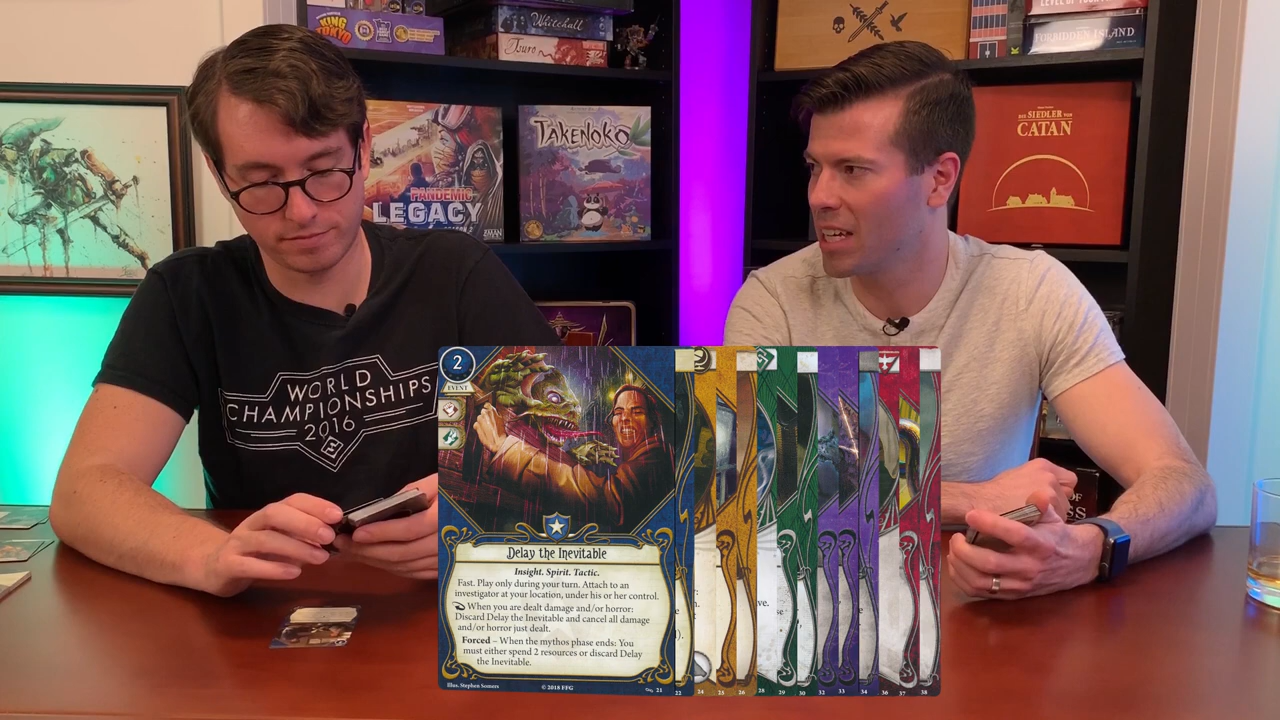 KING
TOKYO
Whitehall
Tsuro
FORBIDDEN ISLAND
TAKENOKO
PANDEMIC
LEGACY
DIE SIEDLER VON
CATAN
WORLD
CHAMPIONSHIPS
2016
2
EVENT
Delay the Inevitable
Insight. Spirit. Tactic.
Fast. Play only during your turn. Attach to an
investigator at your location, under his or her control.
When you are dealt damage and/or horror:
Discard Delay the Inevitable and cancel all damage
and/or horror just dealt.
Forced – When the mythos phase ends: You
must either spend 2 resources or discard Delay
the Inevitable.
Illus. Stephen Somers
© 2018 FFG
21
22
24
25
26
28
29
30
32
33
34
36
37
38